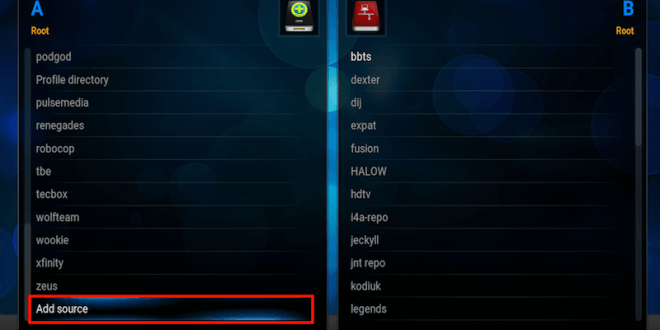 A
Root
podgod
Profile directory
pulsemedia
renegades
robocop
tbe
tecbox
wolfteam
wookie
xfinity
zeus
Add source
B
Root
bbts
dexter
dij
expat
fusion
HALOW
hdtv
i4a-repo
jeckyll
jnt repo
kodiuk
legends